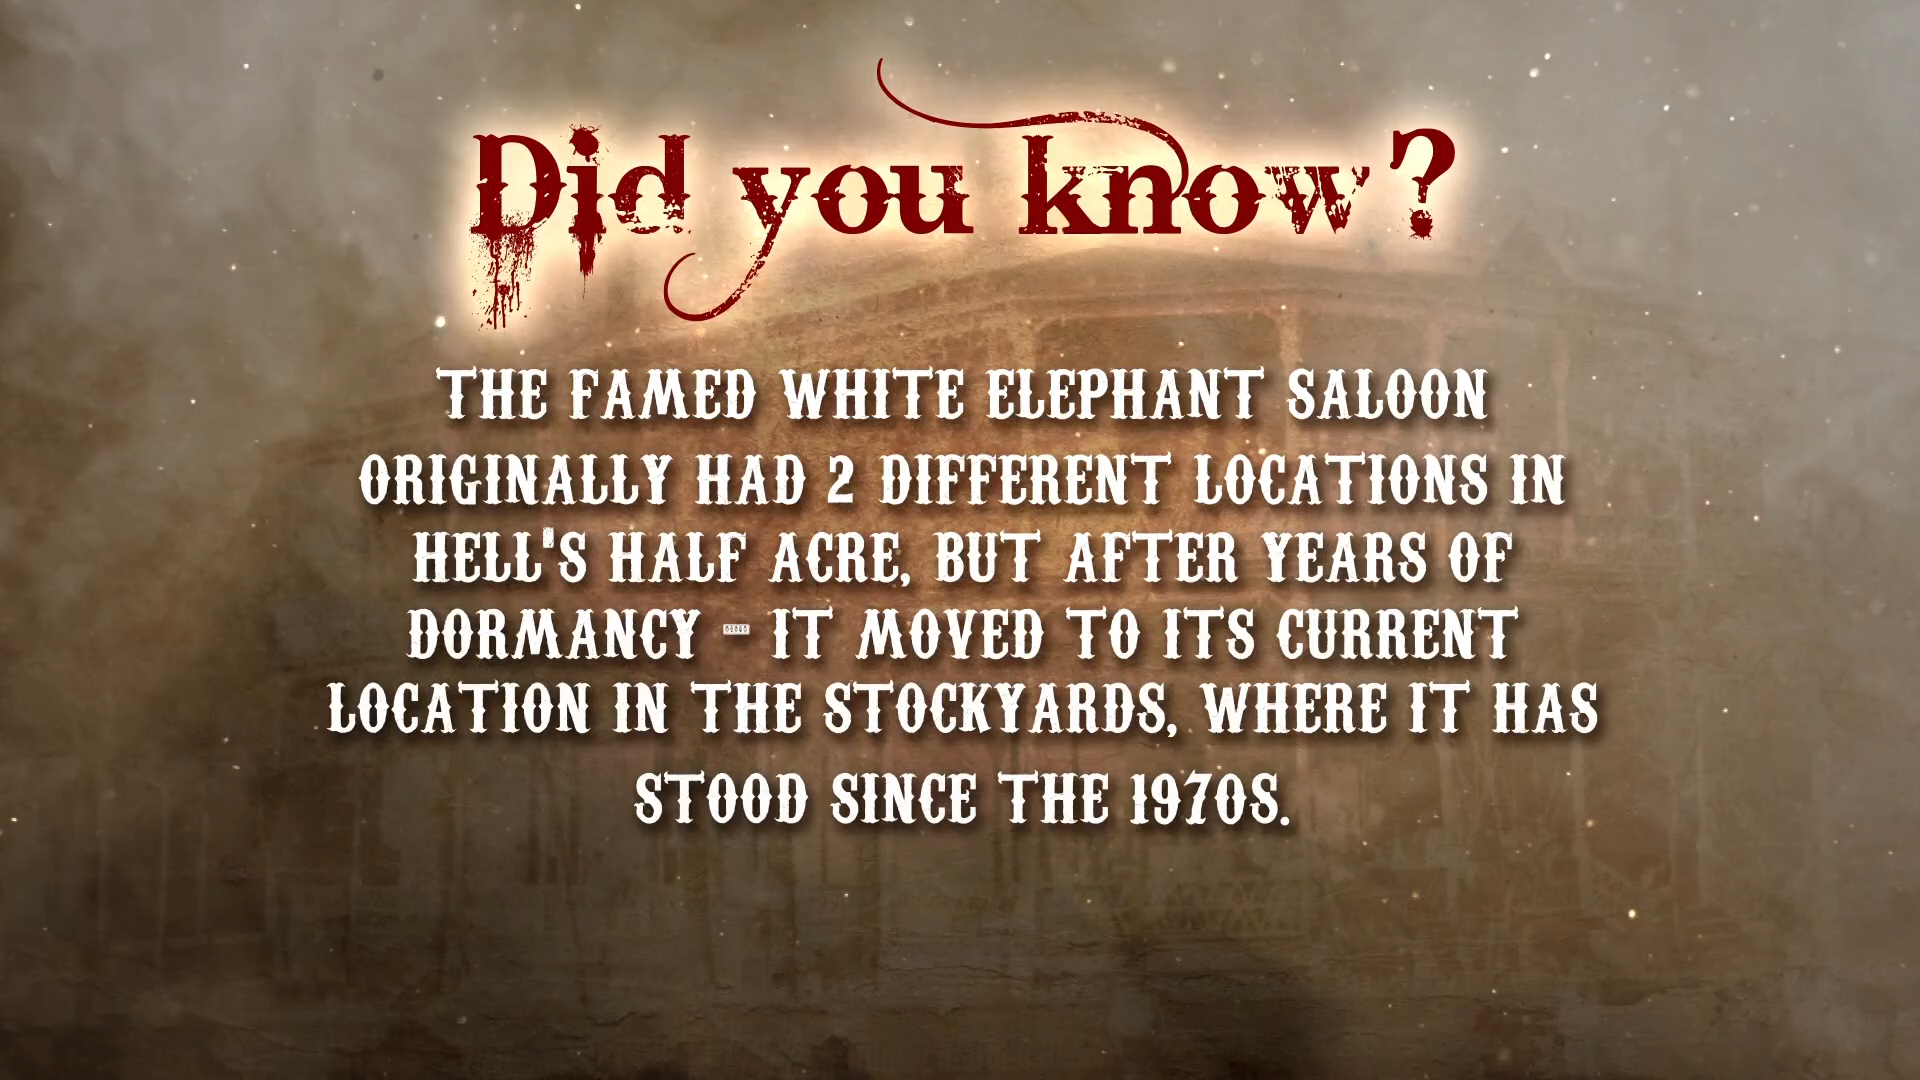 Did you know?
THE FAMED WHITE ELEPHANT SALOON
ORIGINALLY HAD 2 DIFFERENT LOCATIONS IN
HELL'S HALF ACRE, BUT AFTER YEARS OF
DORMANCY - IT MOVED TO ITS CURRENT
LOCATION IN THE STOCKYARDS, WHERE IT HAS
STOOD SINCE THE 1970S.